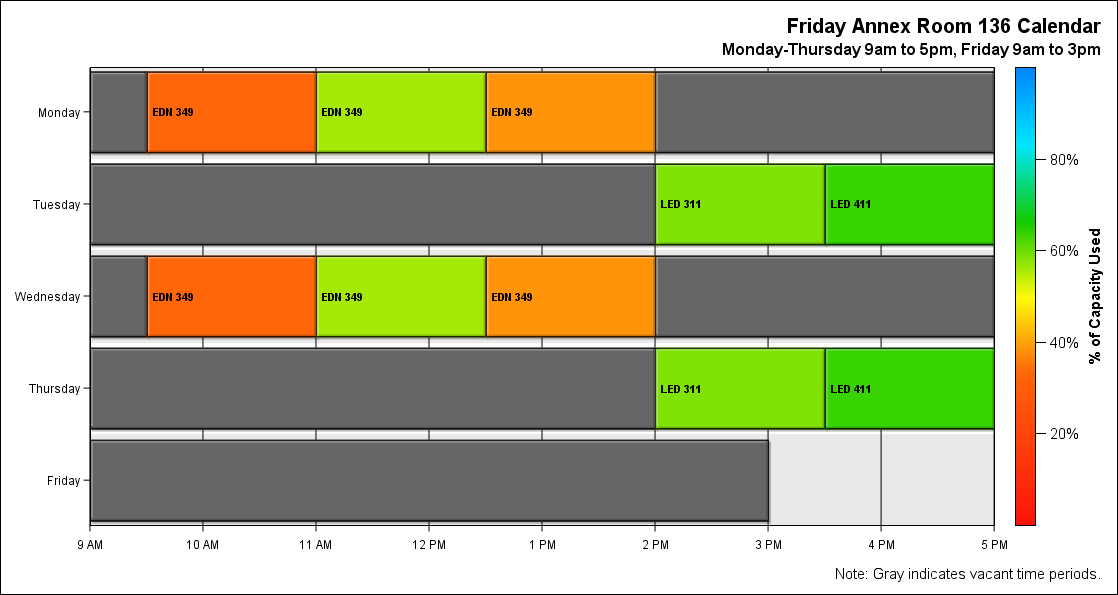 Friday Annex Room 136 Calendar
Monday-Thursday 9am to 5pm, Friday 9am to 3pm
Monday
EDN 349
EDN 349
EDN 349
Tuesday
LED 311
LED 411
Wednesday
EDN 349
EDN 349
EDN 349
Thursday
LED 311
LED 411
Friday
9 AM
10 AM
11 AM
12 PM
1 PM
2 PM
3 PM
4 PM
5 PM
80%
60%
40%
20%
% of Capacity Used
Note: Gray indicates vacant time periods.